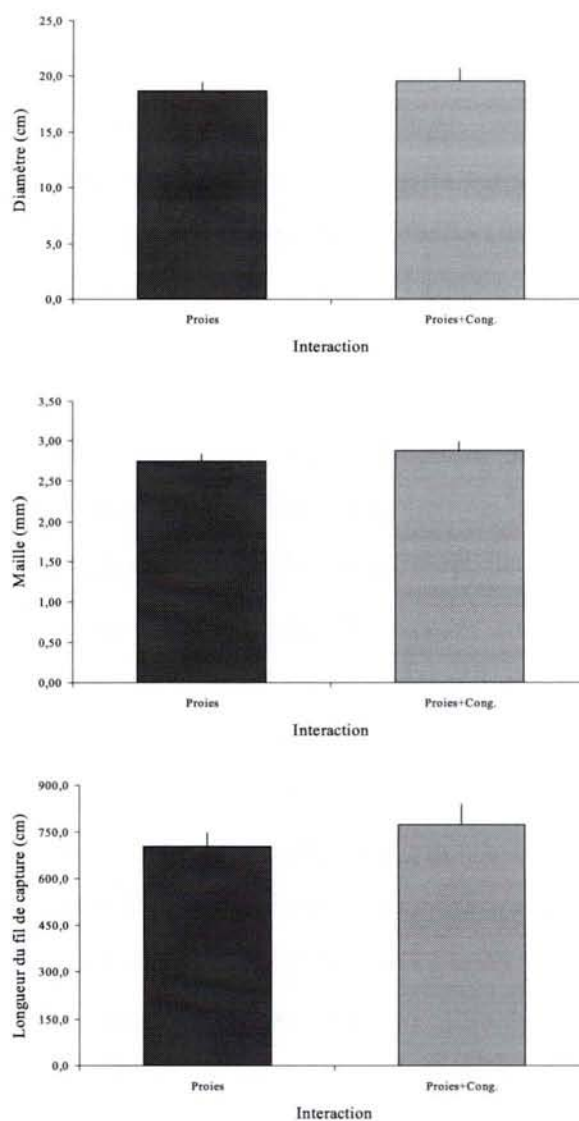 Diamètre (cm)
25,0
20,0
15,0
10,0
5,0
0,0
Proies
Proies+Cong.
Interaction
Maille (mm)
3,50
3,00
2,50
2,00
1,50
1,00
0,50
0,00
Proies
Proies+Cong.
Interaction
Longueur du fil de capture (cm)
900,0
750,0
600,0
450,0
300,0
150,0
0,0
Proies
Proies+Cong.
Interaction